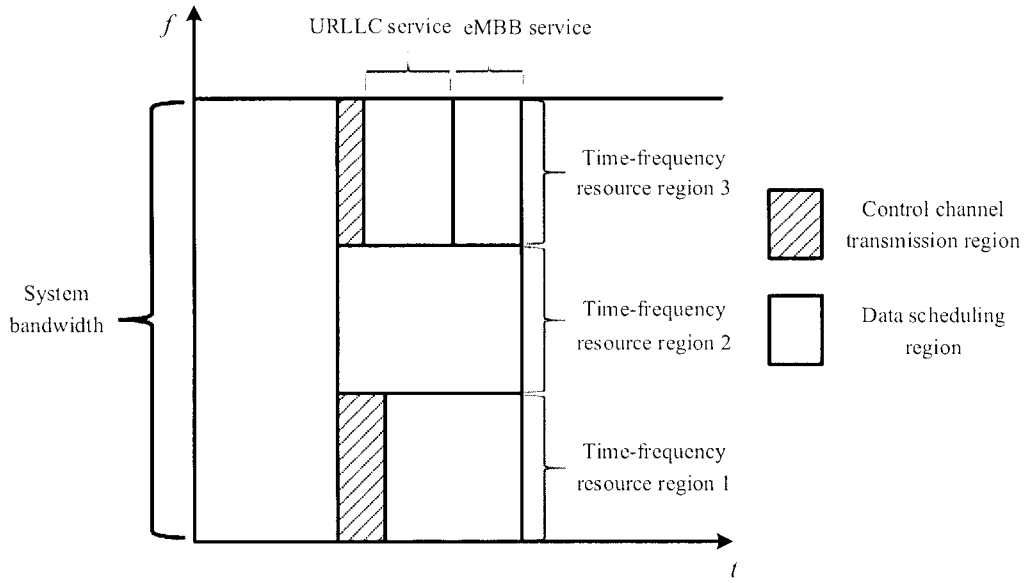 f
URLLC service eMBB service
Time-frequency
resource region 3
Control channel
transmission region
System
bandwidth
Time-frequency
resource region 2
Data scheduling
region
Time-frequency
resource region 1
t